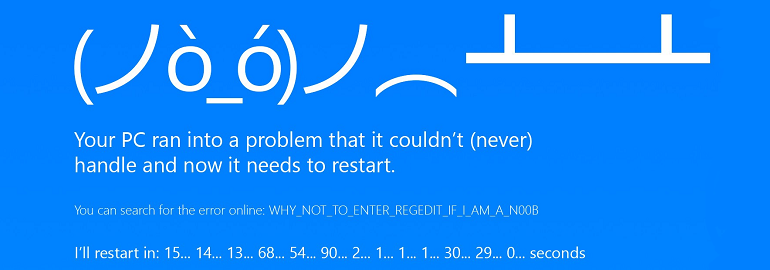 (ノò_ó)ノ︵┻━┻
Your PC ran into a problem that it couldn't (never)
handle and now it needs to restart.
You can search for the error online: WHY_NOT_TO_ENTER_REGEDIT_IF_I_AM_A_N00B
I'll restart in: 15... 14... 13... 68... 54... 90... 2... 1... 1... 1... 30... 29... 0... seconds